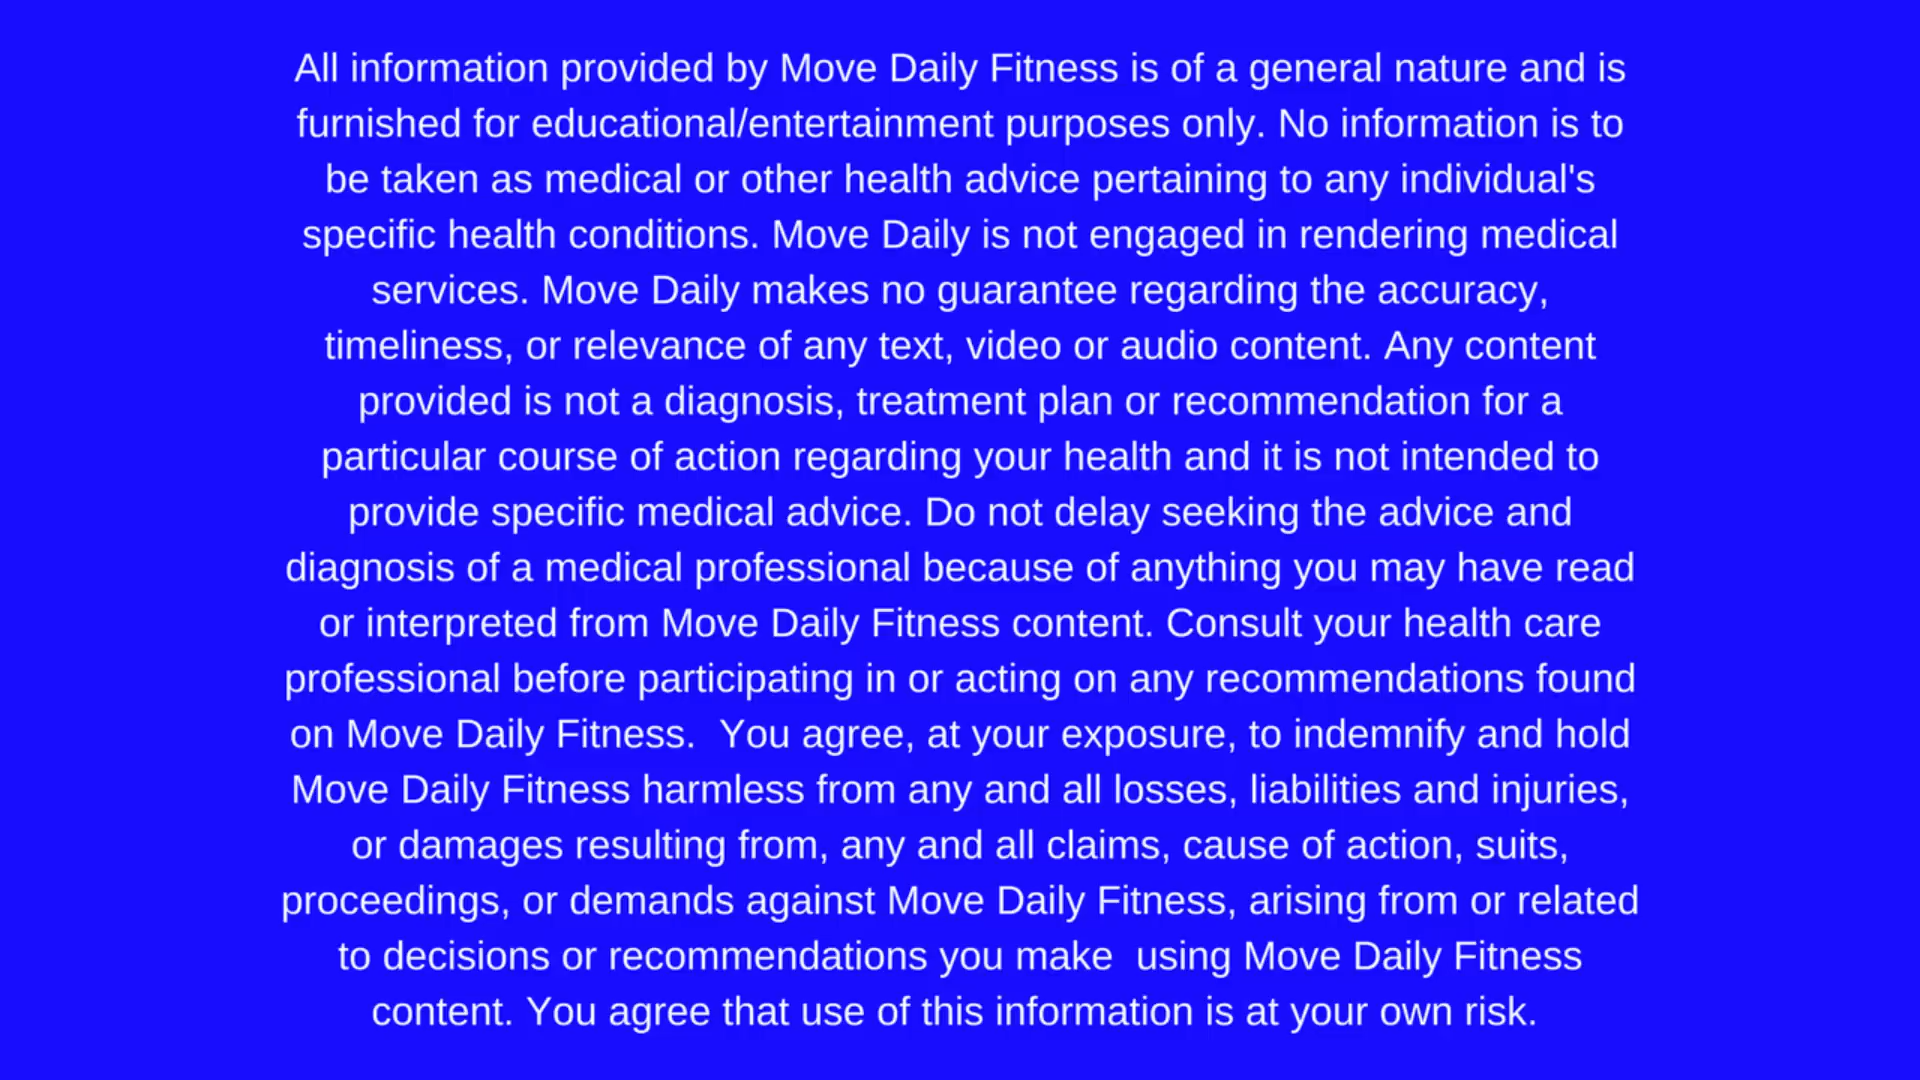 All information provided by Move Daily Fitness is of a general nature and is
furnished for educational/entertainment purposes only. No information is to
be taken as medical or other health advice pertaining to any individual's
specific health conditions. Move Daily is not engaged in rendering medical
services. Move Daily makes no guarantee regarding the accuracy,
timeliness, or relevance of any text, video or audio content. Any content
provided is not a diagnosis, treatment plan or recommendation for a
particular course of action regarding your health and it is not intended to
provide specific medical advice. Do not delay seeking the advice and
diagnosis of a medical professional because of anything you may have read
or interpreted from Move Daily Fitness content. Consult your health care
professional before participating in or acting on any recommendations found
on Move Daily Fitness.  You agree, at your exposure, to indemnify and hold
Move Daily Fitness harmless from any and all losses, liabilities and injuries,
or damages resulting from, any and all claims, cause of action, suits,
proceedings, or demands against Move Daily Fitness, arising from or related
to decisions or recommendations you make  using Move Daily Fitness
content. You agree that use of this information is at your own risk.